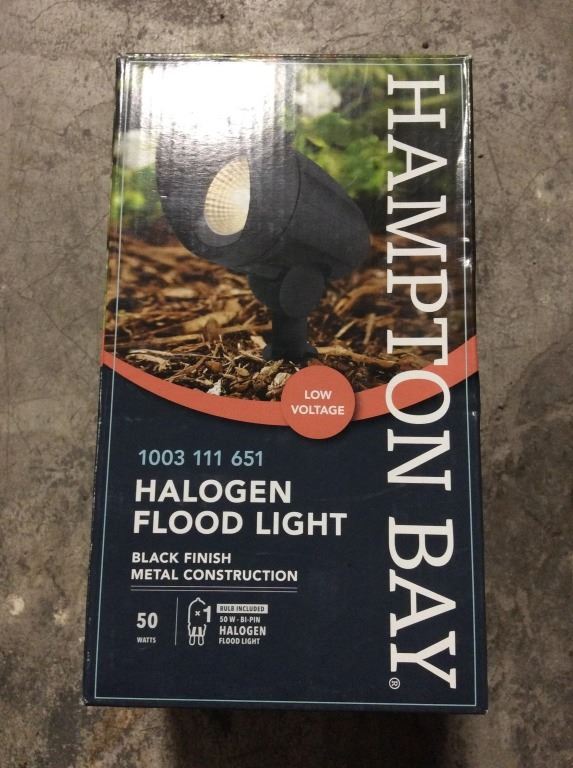 HAMPTON BAY®
LOW
VOLTAGE
1003 111 651
HALOGEN
FLOOD LIGHT
BLACK FINISH
METAL CONSTRUCTION
50
WATTS
x 1
BULB INCLUDED
50 W - BI-PIN
HALOGEN
FLOOD LIGHT